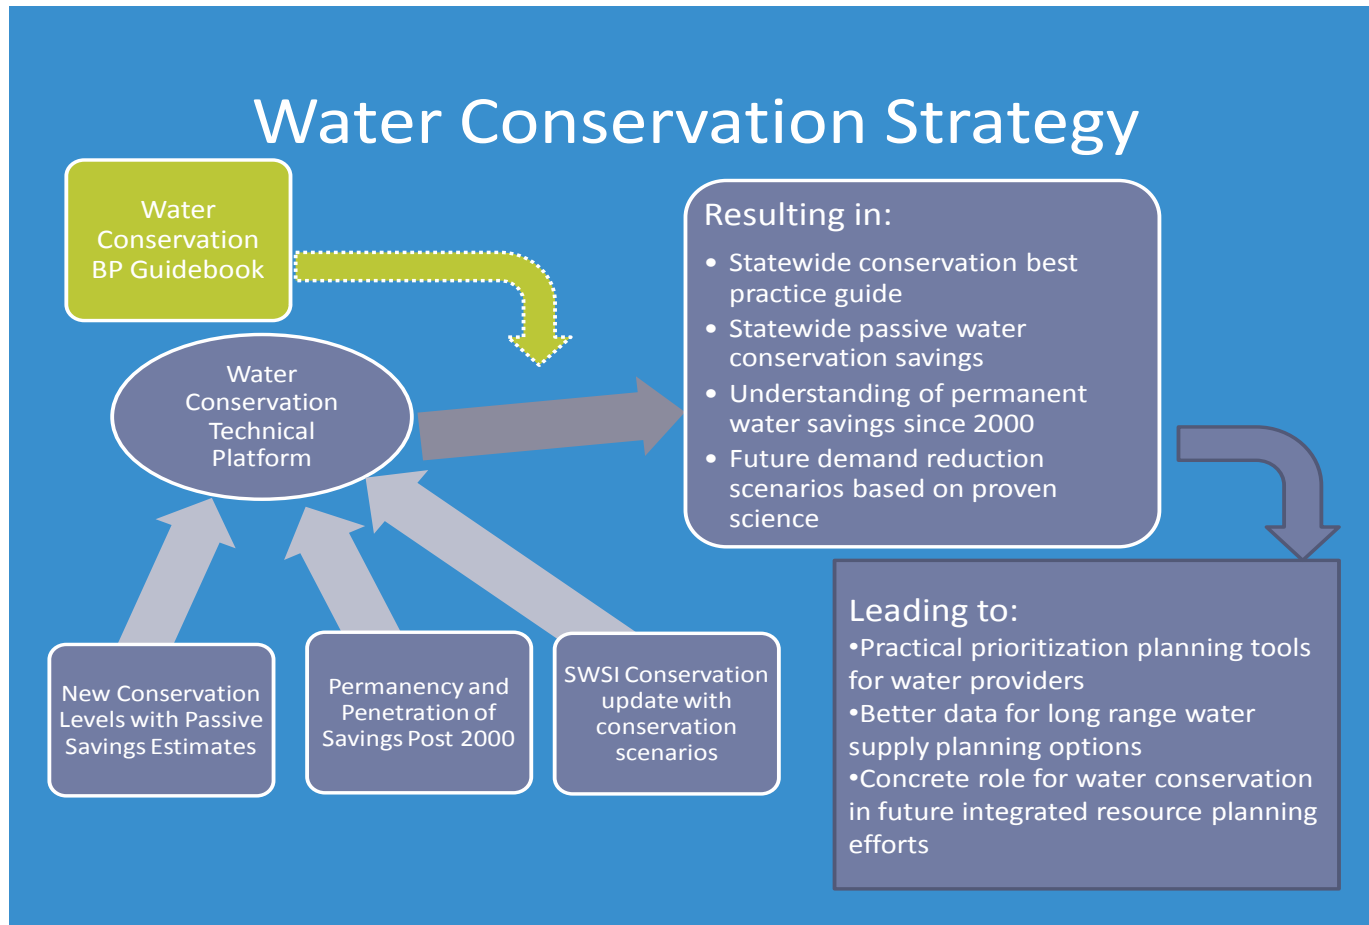 Water Conservation Strategy
Water
Conservation
BP Guidebook
Water
Conservation
Technical
Platform
New Conservation
Levels with Passive
Savings Estimates
Permanency and
Penetration of
Savings Post 2000
SWSI Conservation
update with
conservation
scenarios
Resulting in:
• Statewide conservation best
practice guide
• Statewide passive water
conservation savings
• Understanding of permanent
water savings since 2000
• Future demand reduction
scenarios based on proven
science
Leading to:
•Practical prioritization planning tools
for water providers
•Better data for long range water
supply planning options
•Concrete role for water conservation
in future integrated resource planning
efforts